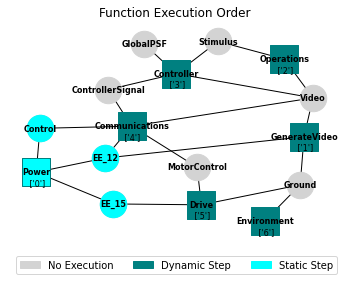 Function Execution Order
GlobalPSF
Stimulus
Operations
['2']
Controller
['3']
ControllerSignal
Video
Control
Communications
['4']
GenerateVideo
['1']
EE_12
MotorControl
Power
['0']
Ground
EE_15
Drive
['5']
Environment
['6']
No Execution
Dynamic Step
Static Step